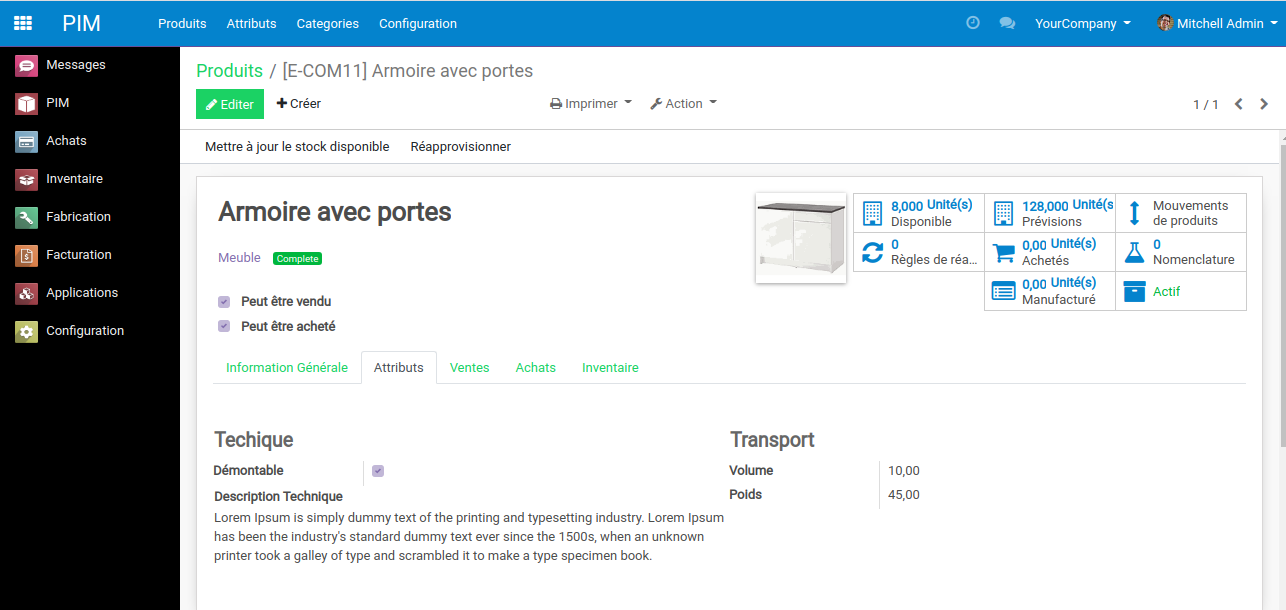 PIM Produits Attributs Categories Configuration YourCompany Mitchell Admin
Messages
PIM
Achats
Inventaire
Fabrication
Facturation
Applications
Configuration
Produits / [E-COM11] Armoire avec portes
Editer Créer Imprimer Action 1 / 1
Mettre à jour le stock disponible Réapprovisionner
Armoire avec portes
Meuble Complete
8,000 Unité(s)
Disponible
128,000 Unité(s
Prévisions
Mouvements
de produits
0
Règles de réa...
0,00 Unité(s)
Achetés
0
Nomenclature
0,00 Unité(s)
Manufacturé
Actif
Peut être vendu
Peut être acheté
Information Générale Attributs Ventes Achats Inventaire
Techique
Démontable
Description Technique
Lorem Ipsum is simply dummy text of the printing and typesetting industry. Lorem Ipsum
has been the industry's standard dummy text ever since the 1500s, when an unknown
printer took a galley of type and scrambled it to make a type specimen book.
Transport
Volume 10,00
Poids 45,00